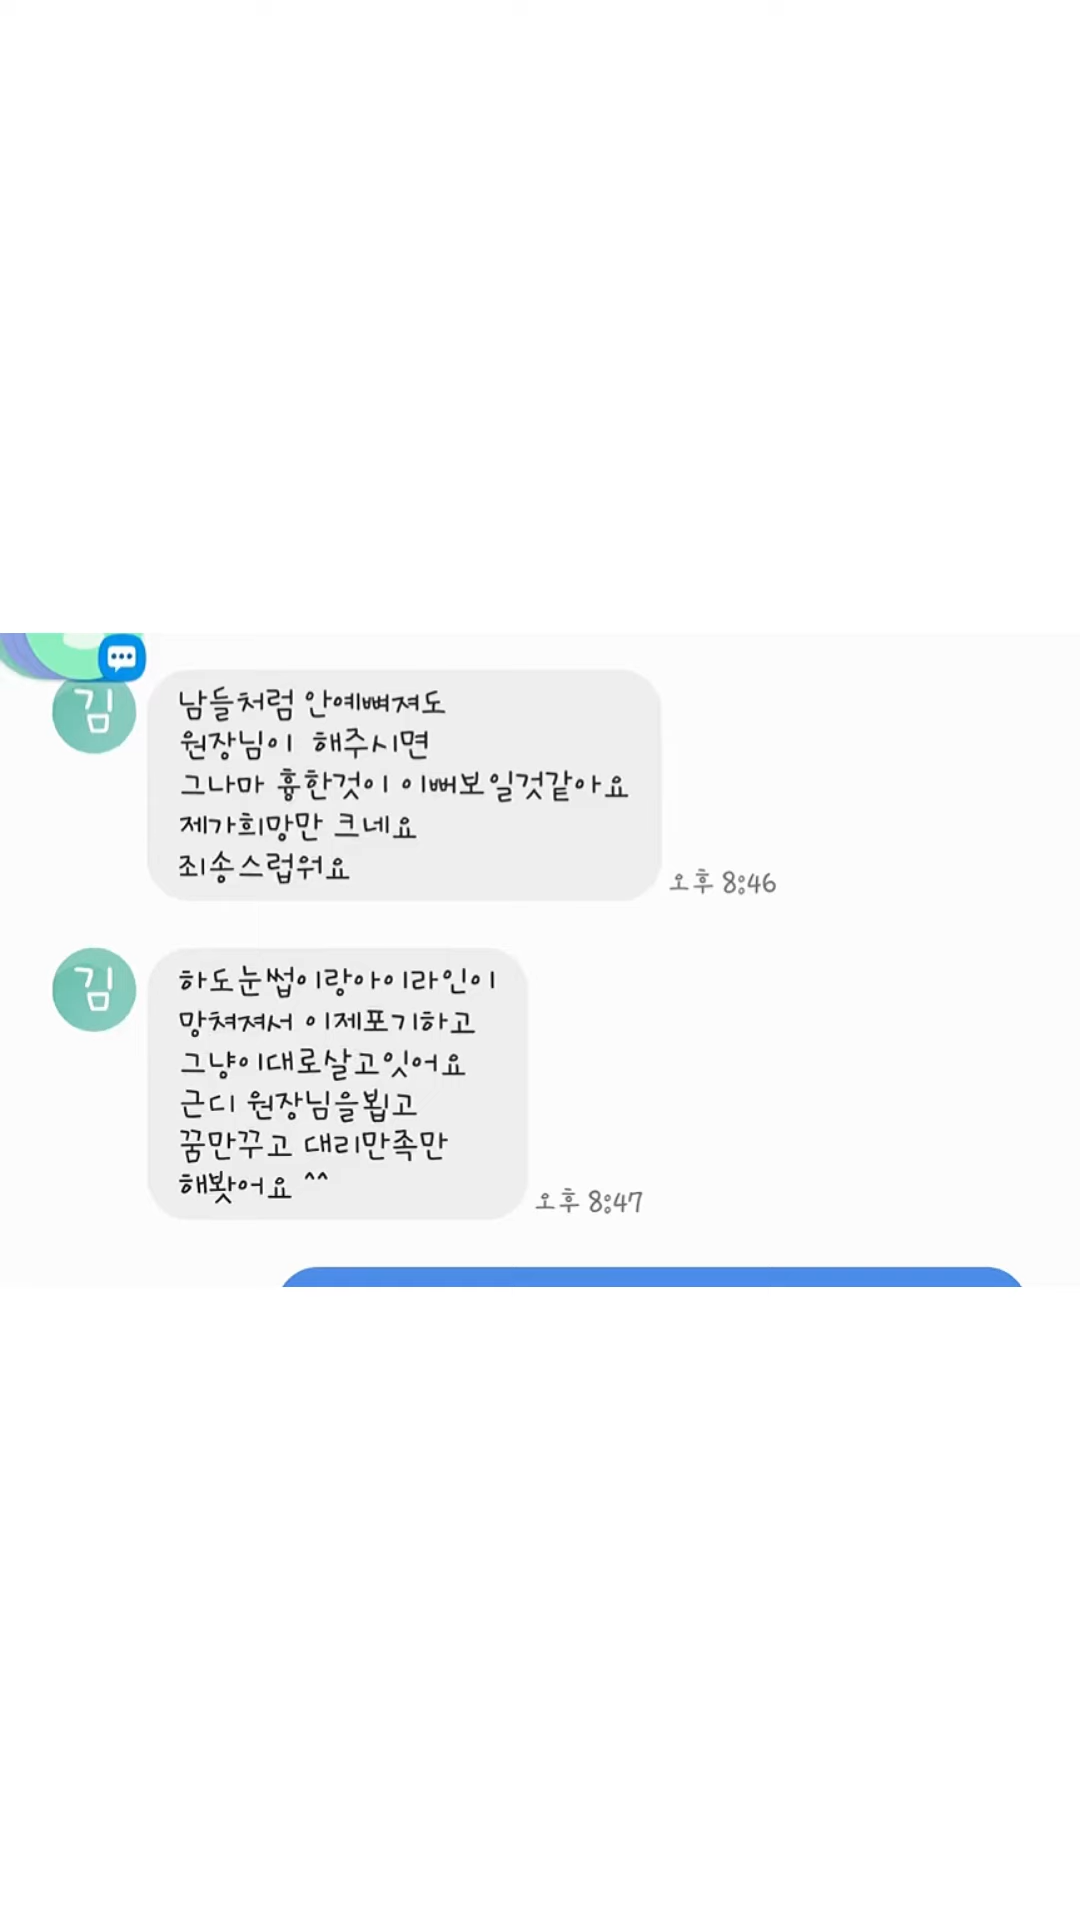 김
남들처럼 안예뻐져도
원장님이 해주시면
그나마 흉한것이 이뻐보일것같아요
제가희망만 크네요
죄송스럽워요
오후 8:46
김
하도눈썹이랑아이라인이
망쳐져서 이제포기하고
그냥이대로살고잇어요
근디 원장님을뵙고
꿈만꾸고 대리만족만
해봣어요 ^^
오후 8:47